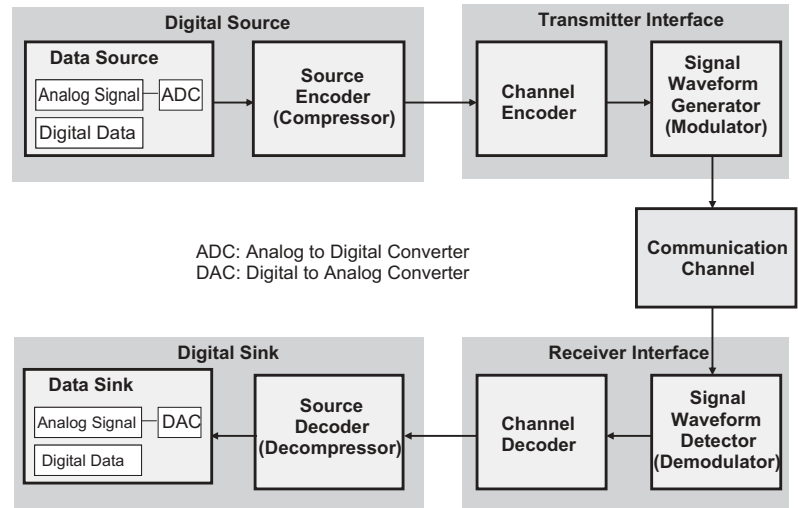 Digital Source
Data Source
Analog Signal
ADC
Digital Data
Source
Encoder
(Compressor)
Transmitter Interface
Channel
Encoder
Signal
Waveform
Generator
(Modulator)
Communication
Channel
ADC: Analog to Digital Converter
DAC: Digital to Analog Converter
Digital Sink
Data Sink
Analog Signal
DAC
Digital Data
Source
Decoder
(Decompressor)
Receiver Interface
Channel
Decoder
Signal
Waveform
Detector
(Demodulator)